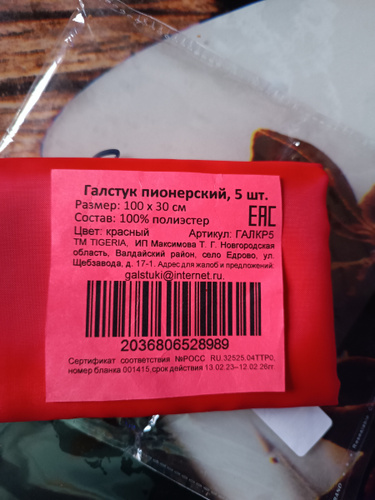 Галстук пионерский, 5 шт.
Размер: 100 х 30 см
Состав: 100% полиэстер
Цвет: красный Артикул: ГАЛКР5
ТМ TIGERIA, ИП Максимова Т. Г. Новгородская
область, Валдайский район, село Едрово, ул.
Щебзавода, д. 17-1. Адрес для жалоб и предложений:
galstuki@internet.ru.
EAC
2036806528989
Сертификат соответствия №РОСС RU.32525.04ТТР0,
номер бланка 001415,срок действия 13.02.23–12.02.26гг.